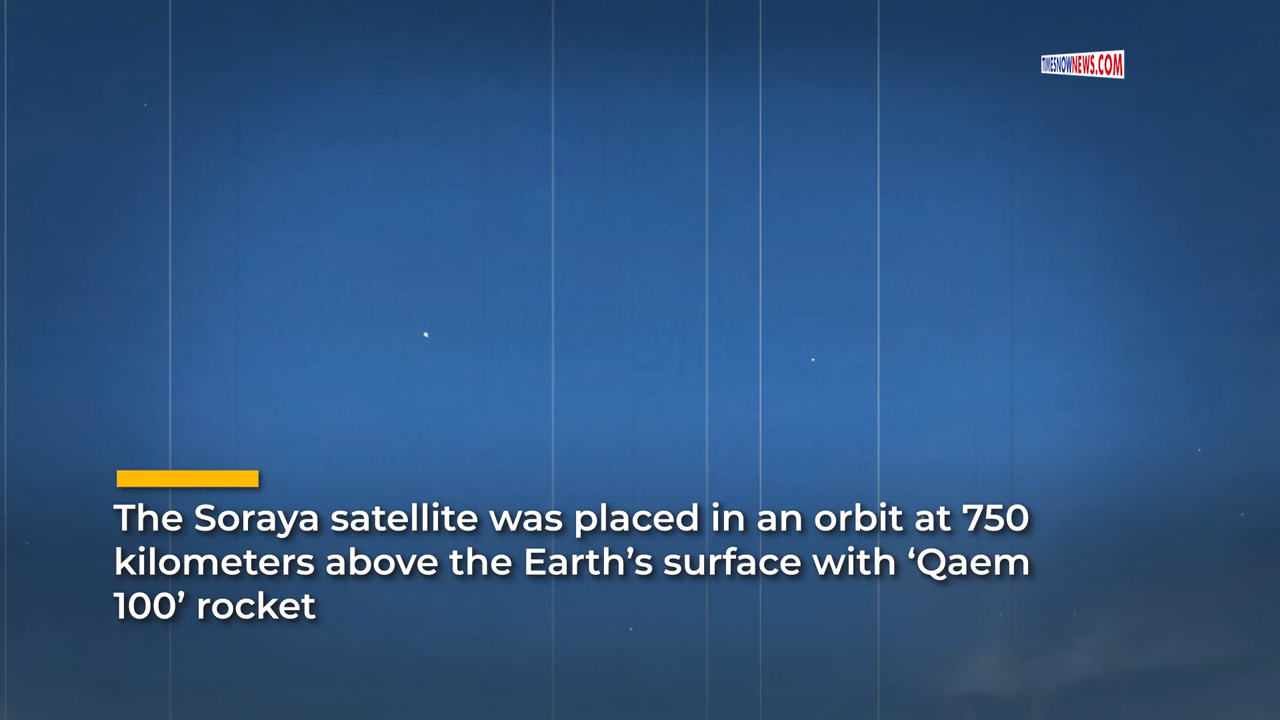 TIMESNOWNEWS.COM
The Soraya satellite was placed in an orbit at 750
kilometers above the Earth’s surface with ‘Qaem
100’ rocket